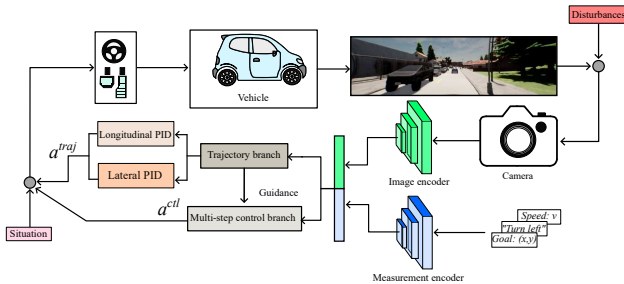 Disturbances
Vehicle
Longitudinal PID
a^{traj}
Lateral PID
Trajectory branch
Guidance
a^{ctl}
Multi-step control branch
Situation
Image encoder
Camera
Speed: v
"Turn left"
Goal: (x,y)
Measurement encoder